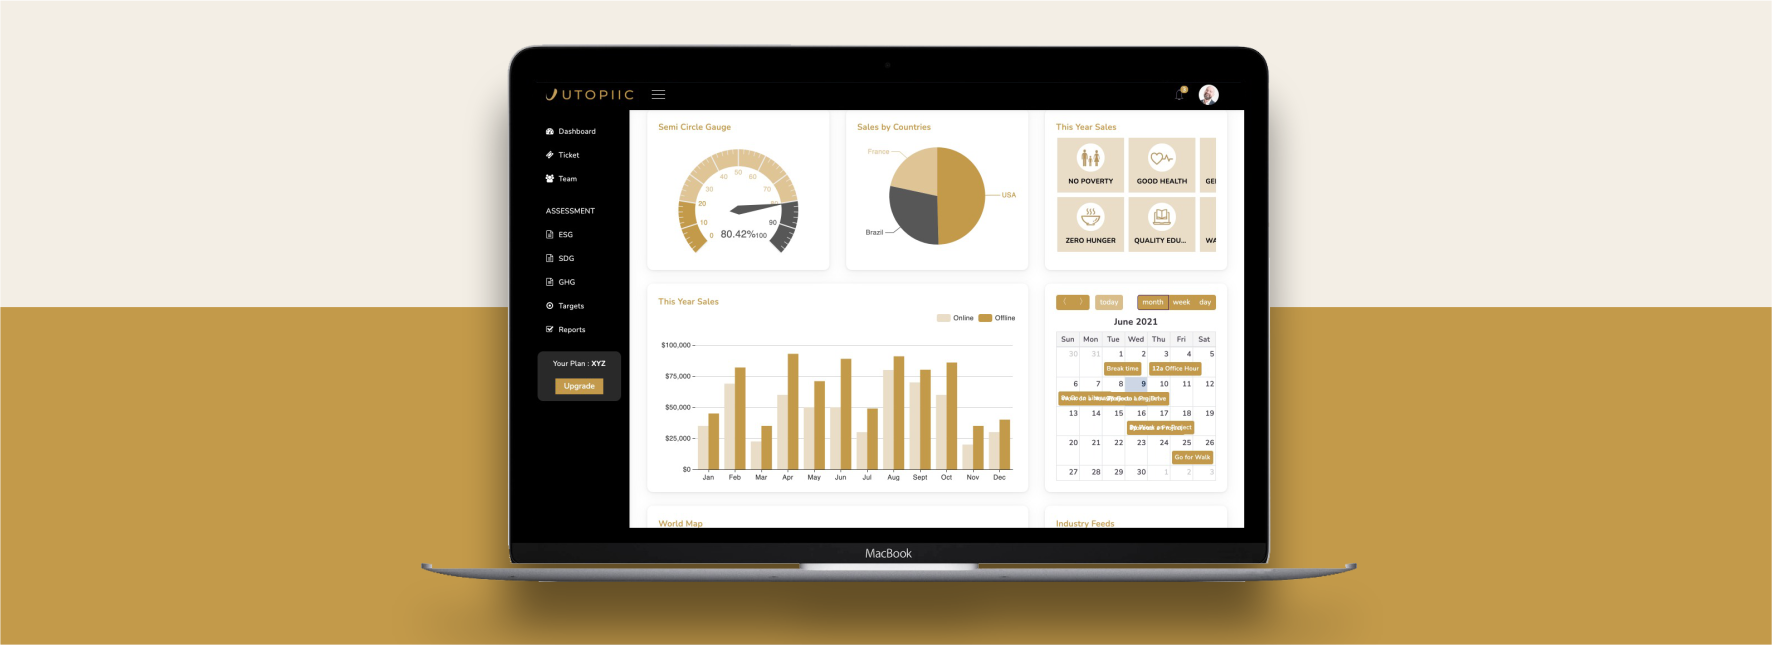 UTOPIIC
Dashboard
Ticket
Team
ASSESSMENT
ESG
SDG
GHG
Targets
Reports
Your Plan : XYZ
Upgrade
Semi Circle Gauge
0
10
20
30
40
50
60
70
80
90
100
80.42%
Sales by Countries
France
USA
Brazil
This Year Sales
NO POVERTY
GOOD HEALTH
GEI
ZERO HUNGER
QUALITY EDU...
WA
This Year Sales
Online Offline
$100,000
$75,000
$50,000
$25,000
$0
Jan Feb Mar Apr May Jun Jul Aug Sept Oct Nov Dec
today month week day
June 2021
Sun Mon Tue Wed Thu Fri Sat
30 31 1 2 3 4 5
Break time 12a Office Hour
6 7 8 9 10 11 12
13 14 15 16 17 18 19
20 21 22 23 24 25 26
Go for Walk
27 28 29 30 1 2 3
World Map
Industry Feeds
MacBook